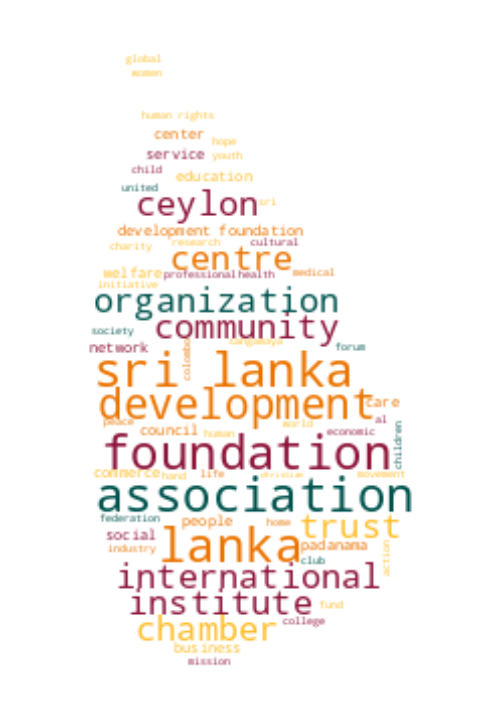 global
women
human rights
center
hope
service youth
child
education
united
ceylon sri
development foundation
charity research cultural
centre
welfare professional health medical
initiative
organization
community
society
sangamaya
network forum
colombo
sri lanka
development care
peace al
council human world economic
children
foundation
commerce hand life christian movement
association
federation people home trust
social
industry lanka padanama
club
action
international
institute fund
college
chamber
business
mission